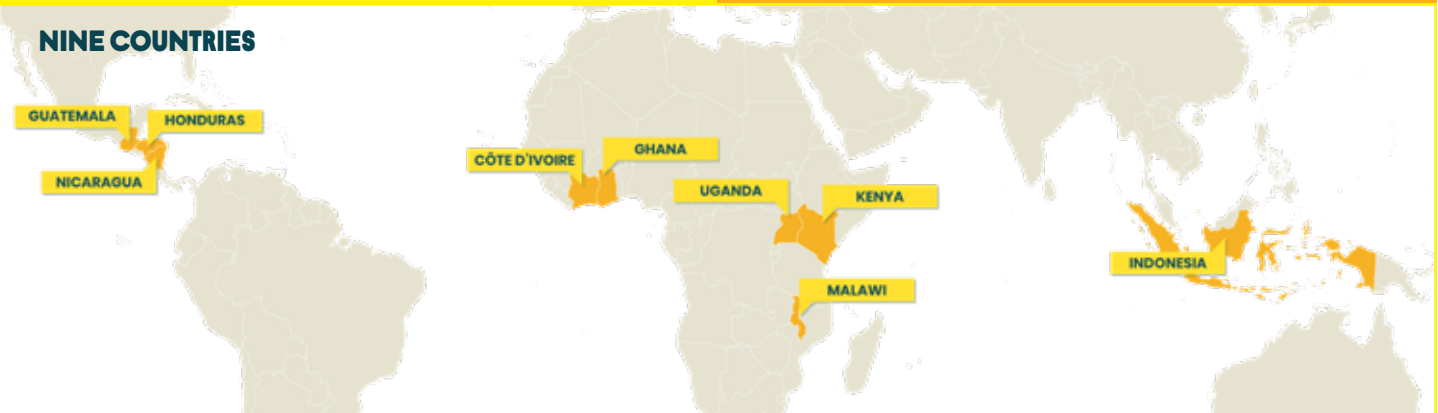 NINE COUNTRIES
GUATEMALA
HONDURAS
NICARAGUA
CÔTE D'IVOIRE
GHANA
UGANDA
KENYA
MALAWI
INDONESIA